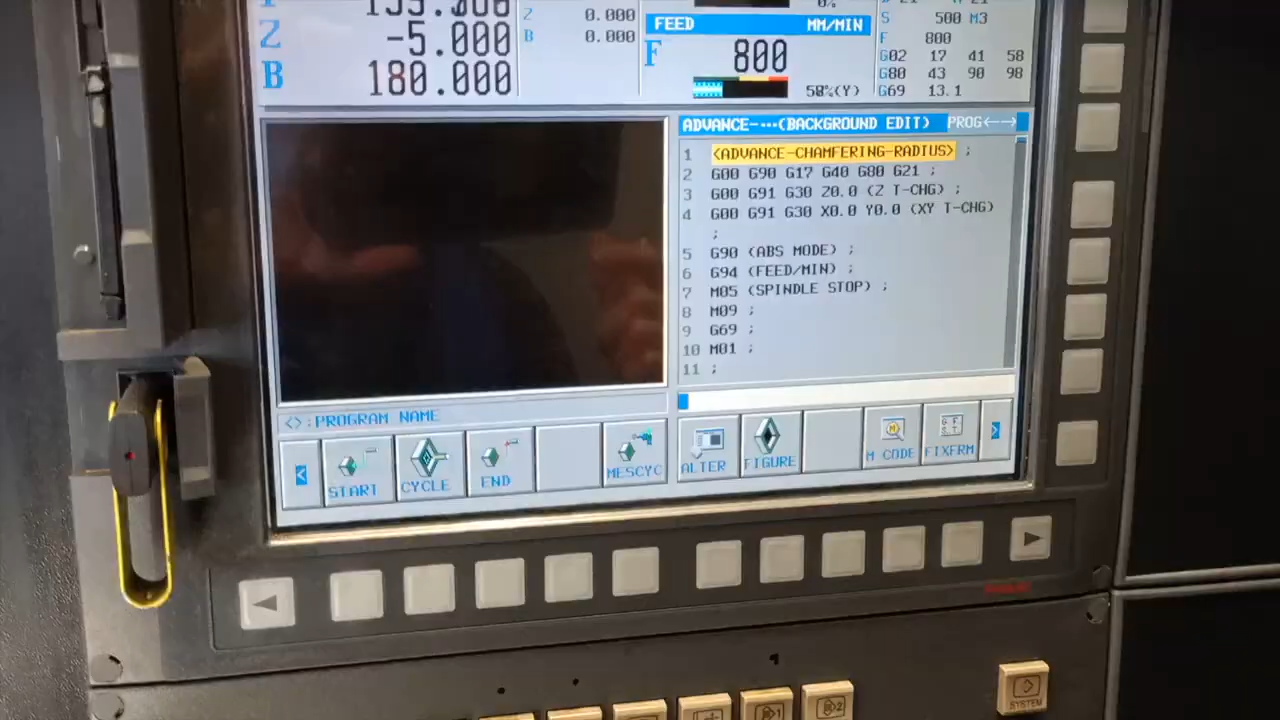 Z -5.000
B 180.000
Z 0.000
B 0.000
0%
FEED MM/MIN
F 800
58%(Y)
S 500 M3
F 800
G02 17 41 58
G80 43 90 98
G69 13.1
ADVANCE-···(BACKGROUND EDIT) PROG←→
1 <ADVANCE-CHAMFERING-RADIUS> ;
2 G00 G90 G17 G40 G80 G21 ;
3 G00 G91 G30 Z0.0 (Z T-CHG) ;
4 G00 G91 G30 X0.0 Y0.0 (XY T-CHG)
;
5 G90 (ABS MODE) ;
6 G94 (FEED/MIN) ;
7 M05 (SPINDLE STOP) ;
8 M09 ;
9 G69 ;
10 M01 ;
11 ;
<>:PROGRAM NAME
< START CYCLE END MESCYC ALTER FIGURE M CODE FIXFRM >
SYSTEM